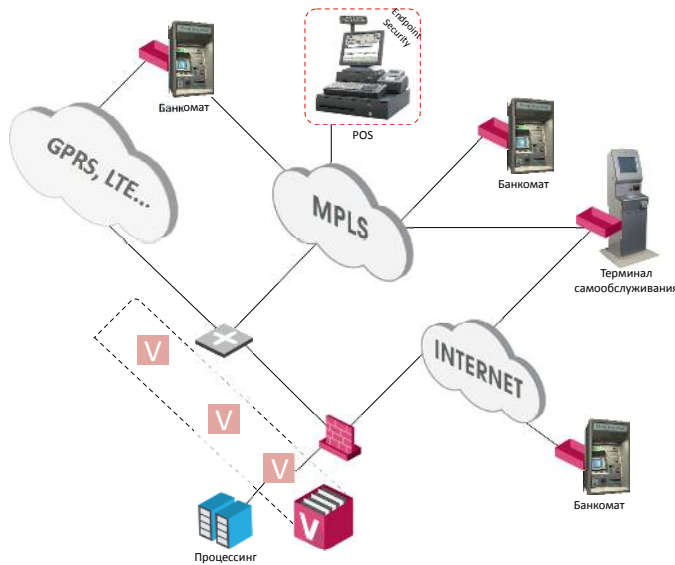 Endpoint
Security
Банкомат
POS
GPRS, LTE...
MPLS
Банкомат
Терминал
самообслуживания
V
INTERNET
V
V
V
Банкомат
Процессинг